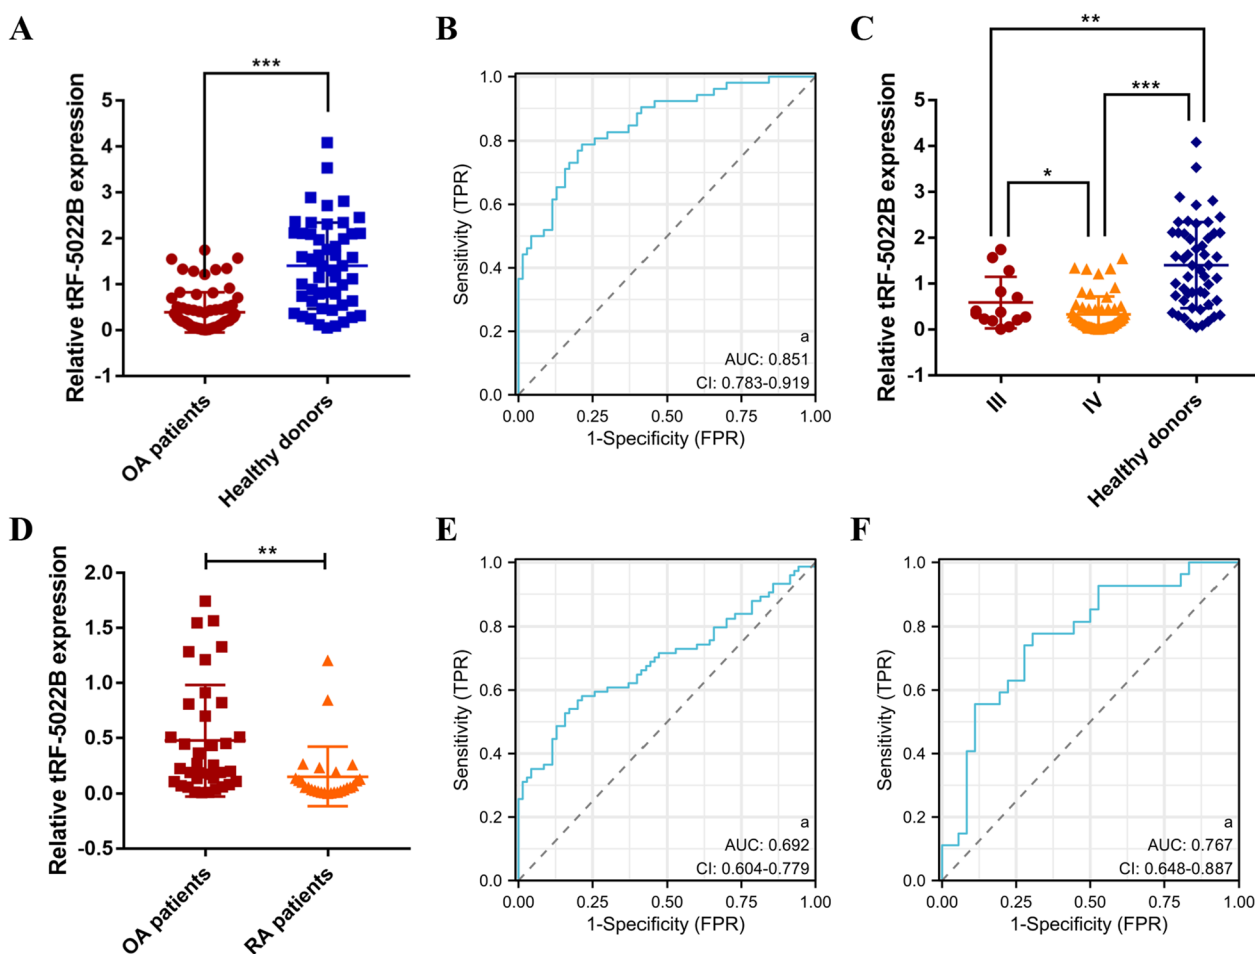 A
Relative tRF-5022B expression
***
5
4
3
2
1
0
-1
OA patients
Healthy donors
B
Sensitivity (TPR)
1.0
0.8
0.6
0.4
0.2
0.0
a
AUC: 0.851
CI: 0.783-0.919
0.00 0.25 0.50 0.75 1.00
1-Specificity (FPR)
C
Relative tRF-5022B expression
**
***
*
5
4
3
2
1
0
-1
III
IV
Healthy donors
D
Relative tRF-5022B expression
**
2.0
1.5
1.0
0.5
0.0
-0.5
OA patients
RA patients
E
Sensitivity (TPR)
1.0
0.8
0.6
0.4
0.2
0.0
a
AUC: 0.692
CI: 0.604-0.779
0.00 0.25 0.50 0.75 1.00
1-Specificity (FPR)
F
Sensitivity (TPR)
1.0
0.8
0.6
0.4
0.2
0.0
a
AUC: 0.767
CI: 0.648-0.887
0.00 0.25 0.50 0.75 1.00
1-Specificity (FPR)